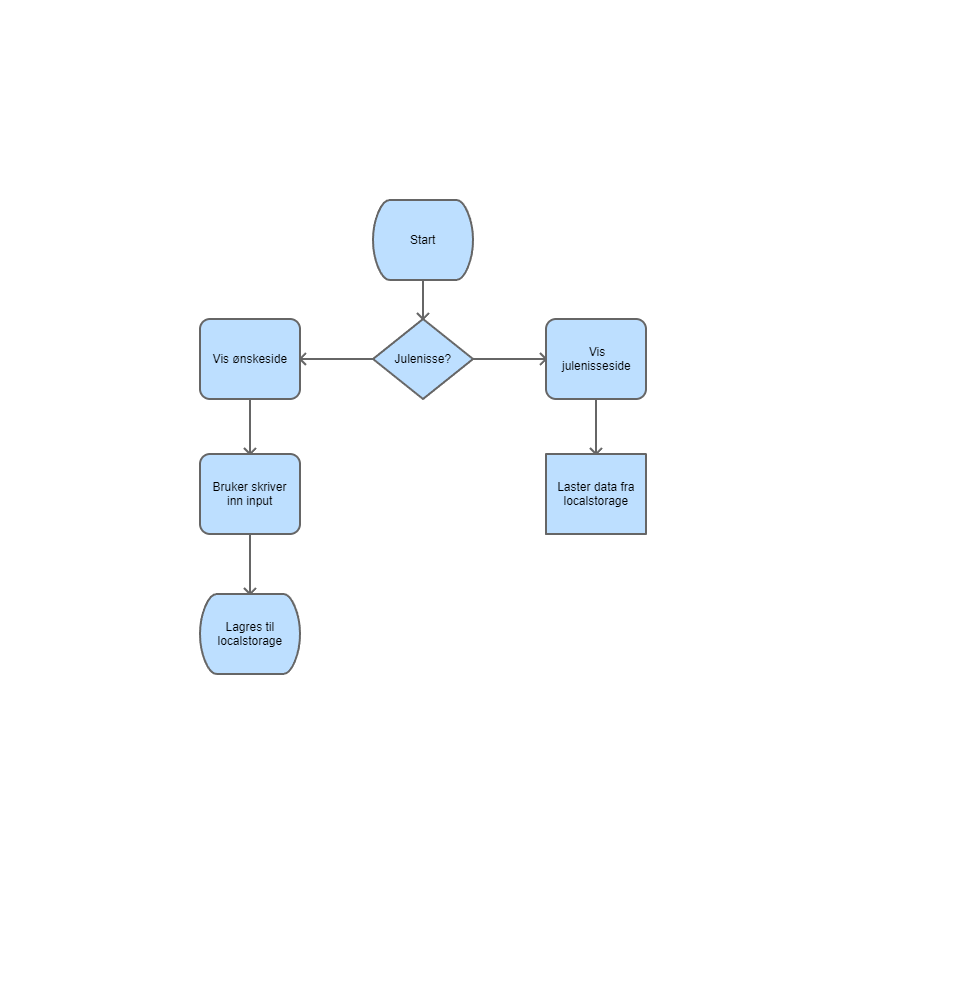 Start
Vis ønskeside
Julenisse?
Vis
julenisseside
Bruker skriver
inn input
Laster data fra
localstorage
Lagres til
localstorage